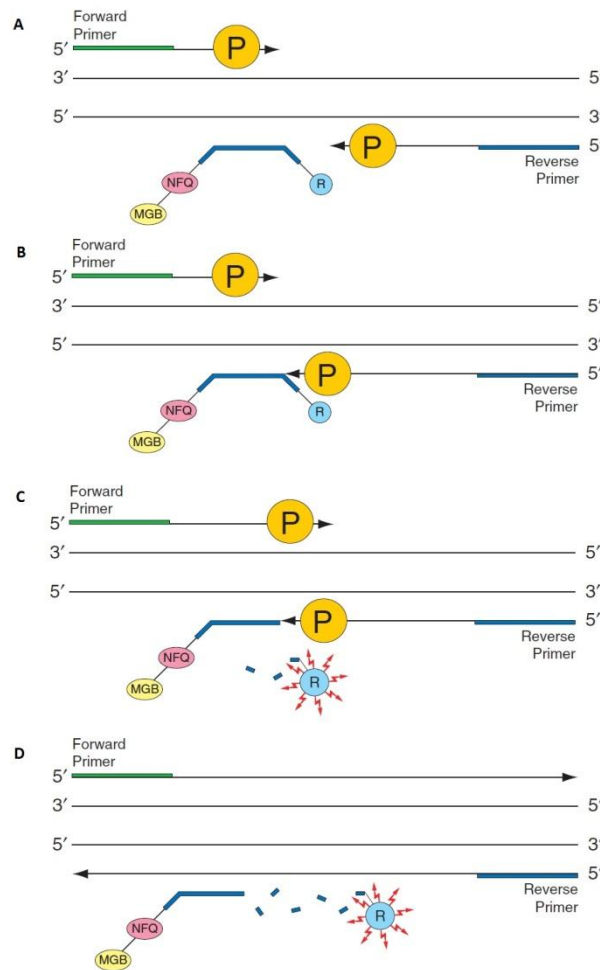 A
Forward
Primer
5′ P
3′ 5
5′ 3
P 5
Reverse
Primer
NFQ R
MGB
B
Forward
Primer
5′ P
3′ 5′
5′ 3′
P 5′
Reverse
Primer
NFQ R
MGB
C
Forward
Primer
5′ P
3′ 5′
5′ 3′
P 5′
Reverse
Primer
NFQ
MGB R
D
Forward
Primer
5′
3′ 5′
5′ 3′
5′
Reverse
Primer
NFQ R
MGB